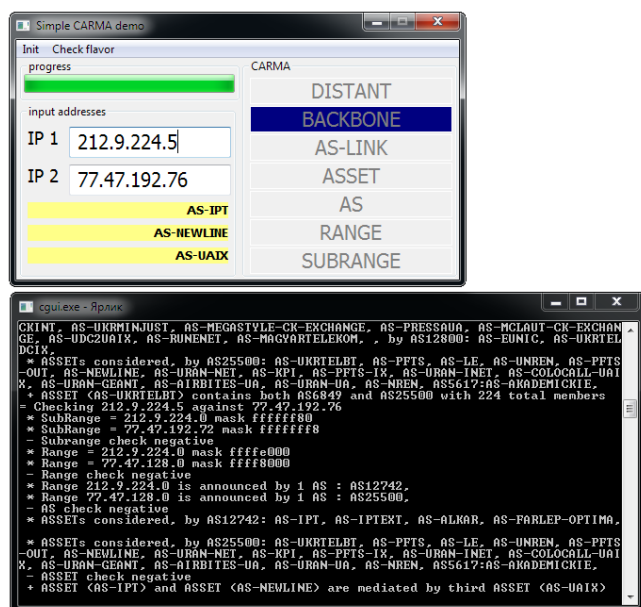 Simple CARMA demo
Init Check flavor
progress
input addresses
IP 1 212.9.224.5
IP 2 77.47.192.76
AS-IPT
AS-NEWLINE
AS-UAIX
CARMA
DISTANT
BACKBONE
AS-LINK
ASSET
AS
RANGE
SUBRANGE
cgui.exe - Ярлик
CKINT, AS-UKRMINJUST, AS-MEGASTYLE-CK-EXCHANGE, AS-PRESSAUA, AS-MCLAUT-CK-EXCHAN
GE, AS-UDC2UAIX, AS-RUNENET, AS-MAGYARTELEKOM, , by AS12800: AS-EUNIC, AS-UKRTEL
DCIX,
* ASSETs considered, by AS25500: AS-UKRTELBT, AS-PFTS, AS-LE, AS-UNREN, AS-PFTS
-OUT, AS-NEWLINE, AS-URAN-NET, AS-KPI, AS-PFTS-IX, AS-URAN-INET, AS-COLOCALL-UAI
X, AS-URAN-GEANT, AS-AIRBITES-UA, AS-URAN-UA, AS-NREN, AS5617:AS-AKADEMICKIE,
+ ASSET (AS-UKRTELBT) contains both AS6849 and AS25500 with 224 total members
= Checking 212.9.224.5 against 77.47.192.76
* SubRange = 212.9.224.0 mask ffffff80
* SubRange = 77.47.192.72 mask fffffff8
- Subrange check negative
* Range = 212.9.224.0 mask ffffe000
* Range = 77.47.128.0 mask ffff8000
- Range check negative
* Range 212.9.224.0 is announced by 1 AS : AS12742,
* Range 77.47.128.0 is announced by 1 AS : AS25500,
- AS check negative
* ASSETs considered, by AS12742: AS-IPT, AS-IPTEXT, AS-ALKAR, AS-FARLEP-OPTIMA,
* ASSETs considered, by AS25500: AS-UKRTELBT, AS-PFTS, AS-LE, AS-UNREN, AS-PFTS
-OUT, AS-NEWLINE, AS-URAN-NET, AS-KPI, AS-PFTS-IX, AS-URAN-INET, AS-COLOCALL-UAI
X, AS-URAN-GEANT, AS-AIRBITES-UA, AS-URAN-UA, AS-NREN, AS5617:AS-AKADEMICKIE,
- ASSET check negative
+ ASSET (AS-IPT) and ASSET (AS-NEWLINE) are mediated by third ASSET (AS-UAIX)